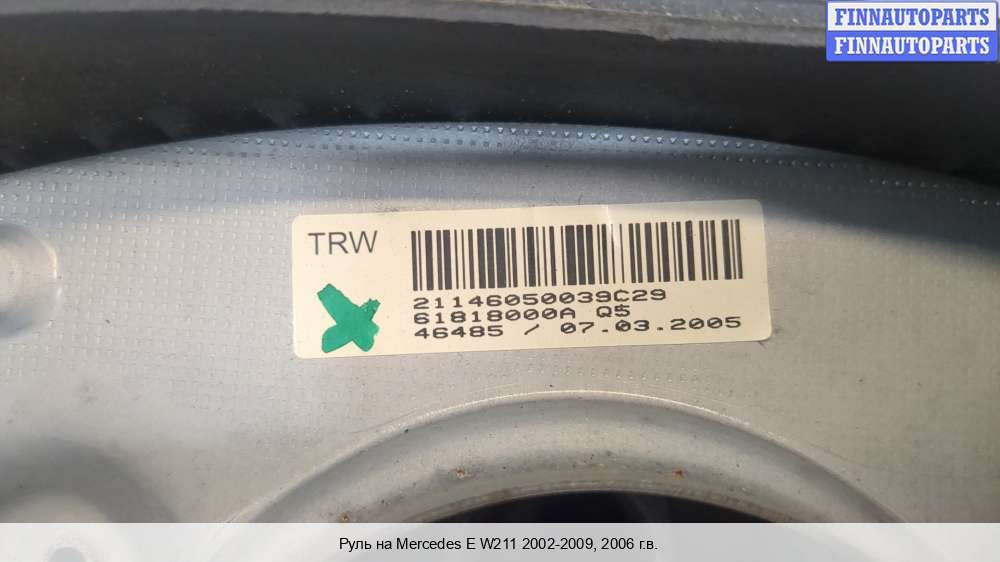 FINNAUTOPARTS
FINNAUTOPARTS
TRW
21146050039C29
61818000A Q5
46485 / 07.03.2005
Руль на Mercedes E W211 2002-2009, 2006 г.в.